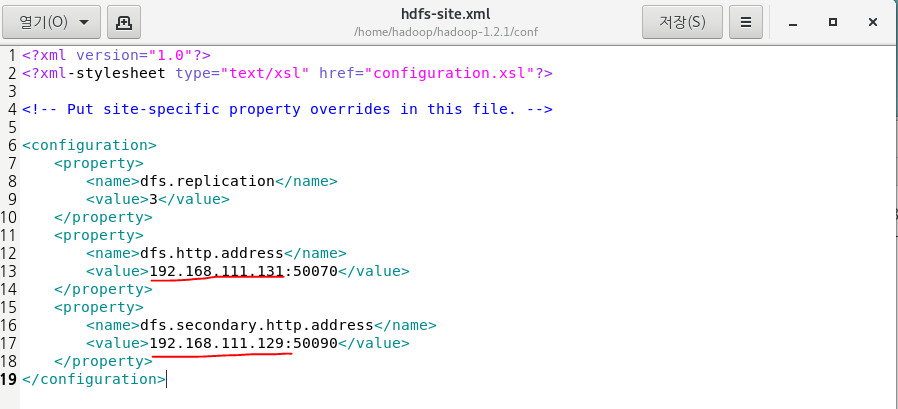 열기(O)
hdfs-site.xml
/home/hadoop/hadoop-1.2.1/conf
저장(S)
1 <?xml version="1.0"?>
2 <?xml-stylesheet type="text/xsl" href="configuration.xsl"?>
3
4 <!-- Put site-specific property overrides in this file. -->
5
6 <configuration>
7 <property>
8 <name>dfs.replication</name>
9 <value>3</value>
10 </property>
11 <property>
12 <name>dfs.http.address</name>
13 <value>192.168.111.131:50070</value>
14 </property>
15 <property>
16 <name>dfs.secondary.http.address</name>
17 <value>192.168.111.129:50090</value>
18 </property>
19 </configuration>